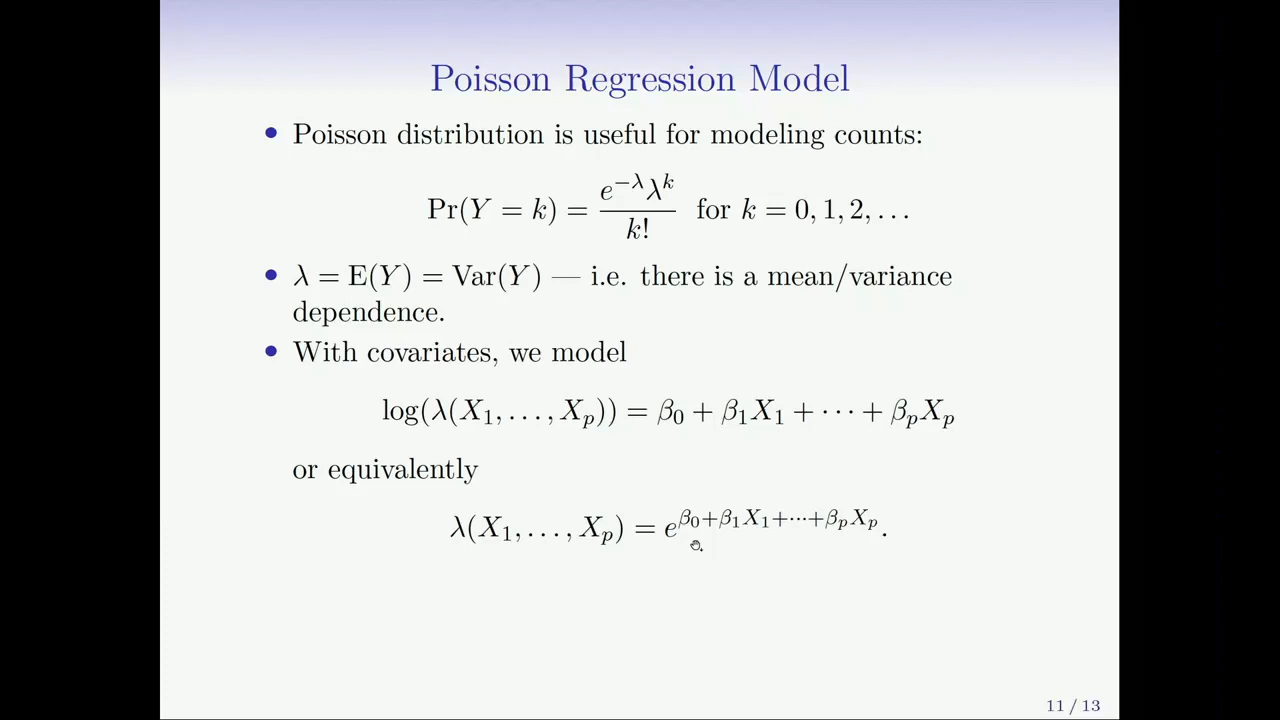 Poisson Regression Model
• Poisson distribution is useful for modeling counts:
Pr(Y = k) = \frac{e^{−λ}λ^k}{k!} for k = 0, 1, 2, . . .
• λ = E(Y) = Var(Y) — i.e. there is a mean/variance
dependence.
• With covariates, we model
log(λ(X_1, . . . , X_p)) = β_0 + β_1X_1 + · · · + β_pX_p
or equivalently
λ(X_1, . . . , X_p) = e^{β_0+β_1X_1+···+β_pX_p}.
11 / 13